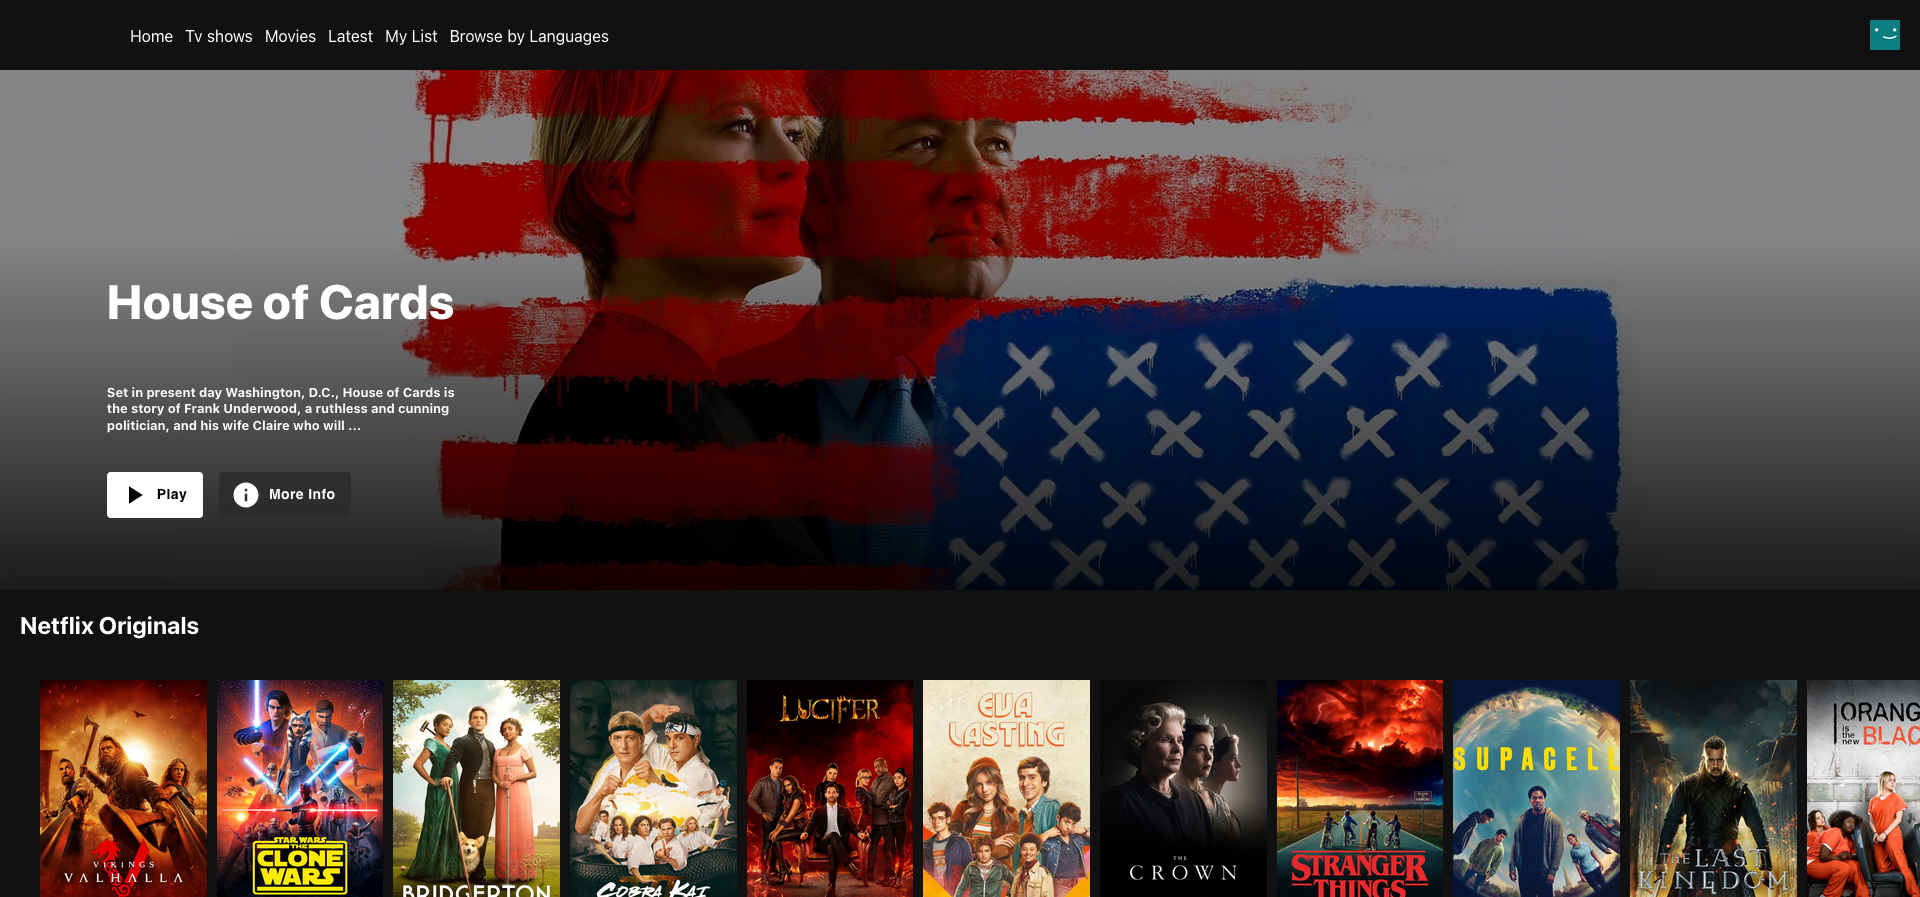 Home Tv shows Movies Latest My List Browse by Languages
House of Cards
Set in present day Washington, D.C., House of Cards is
the story of Frank Underwood, a ruthless and cunning
politician, and his wife Claire who will ...
Play More Info
Netflix Originals
VIKINGS
VALHALLA
STAR WARS
THE
CLONE
WARS
BRIDGERTON
COBRA KAI
LUCIFER
EVA
LASTING
THE
CROWN
STRANGER
THINGS
SUPACELL
THE LAST
KINGDOM
ORANG
is
the
new
BLAC